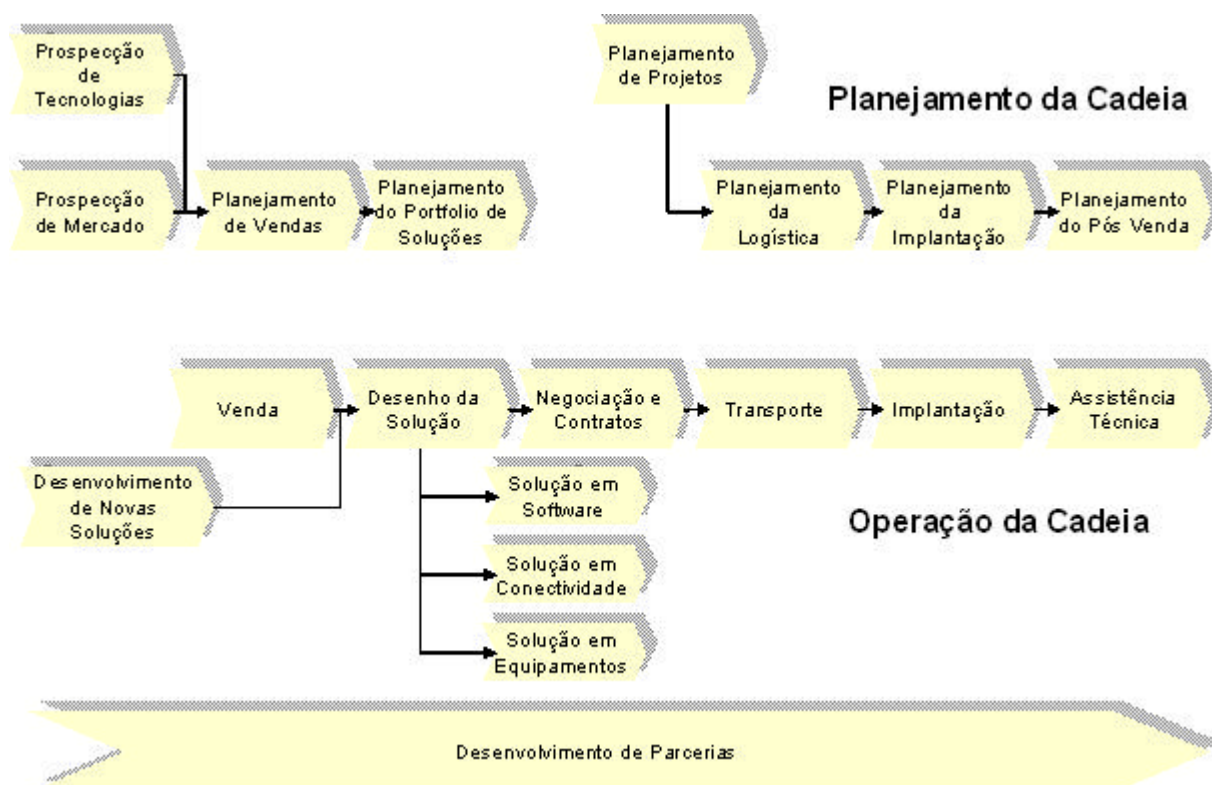 Prospecção
de
Tecnologias
Planejamento
de Projetos
Planejamento da Cadeia
Prospecção
de Mercado
Planejamento
de Vendas
Planejamento
do Portfolio de
Soluções
Planejamento
da
Logística
Planejamento
da
Implantação
Planejamento
do Pós Venda
Venda
Desenho da
Solução
Negociação e
Contratos
Transporte
Implantação
Assistência
Técnica
Desenvolvimento
de Novas
Soluções
Solução em
Software
Operação da Cadeia
Solução em
Conectividade
Solução em
Equipamentos
Desenvolvimento de Parcerias